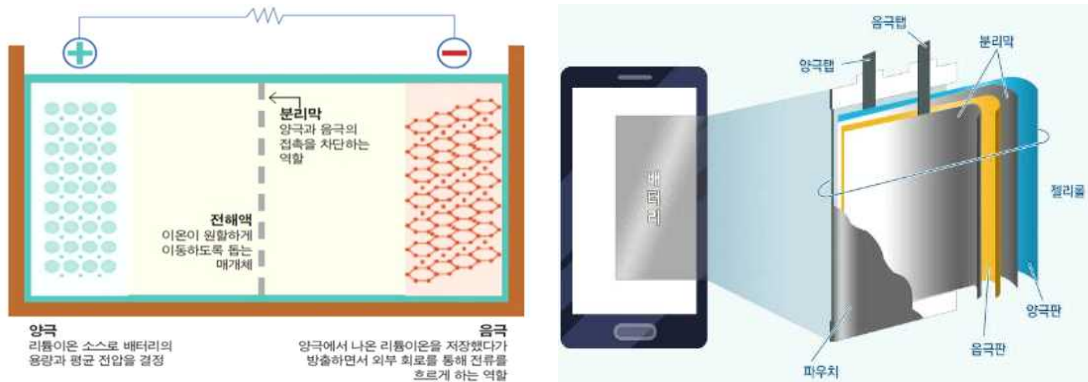 +
−
분리막
양극과 음극의
접촉을 차단하는
역할
전해액
이온이 원할하게
이동하도록 돕는
매개체
양극
리튬이온 소스로 배터리의
용량과 평균 전압을 결정
음극
양극에서 나온 리튬이온을 저장했다가
방출하면서 외부 회로를 통해 전류를
흐르게 하는 역할
음극탭
양극탭
분리막
배터리
젤리롤
양극판
음극판
파우치